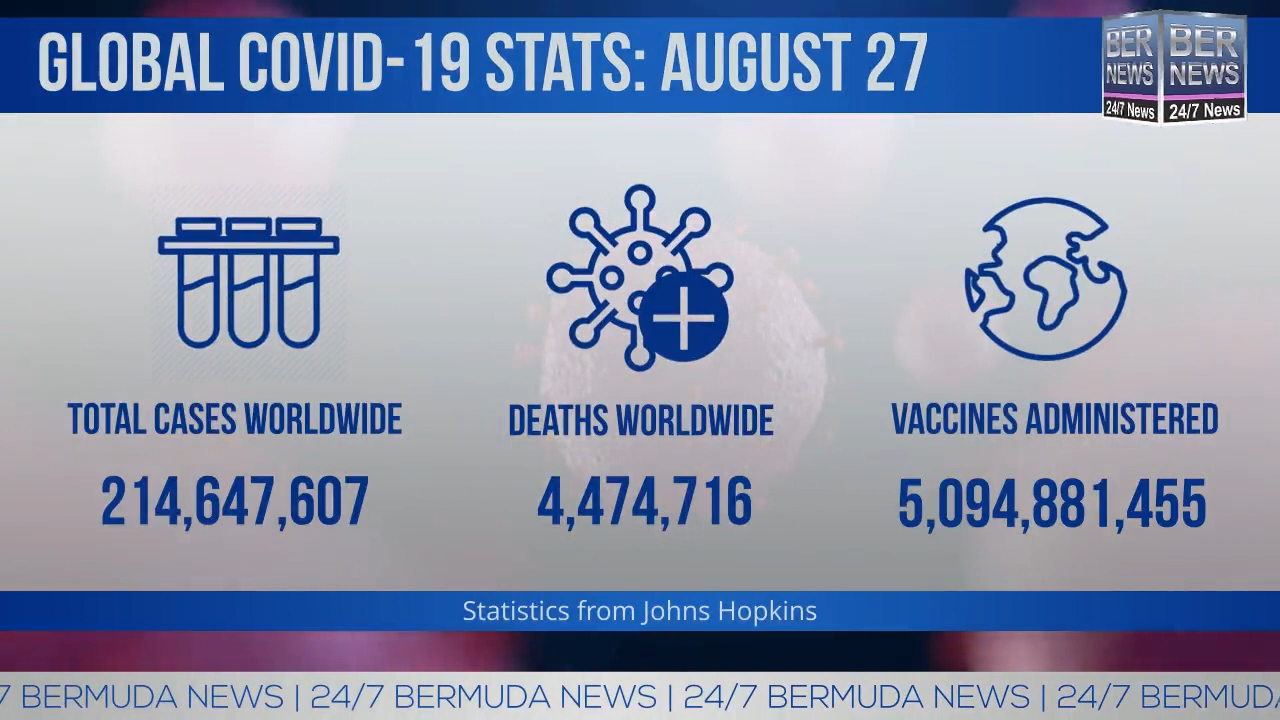 GLOBAL COVID-19 STATS: AUGUST 27
BER NEWS 24/7 News
BER NEWS 24/7 News
TOTAL CASES WORLDWIDE
214,647,607
DEATHS WORLDWIDE
4,474,716
VACCINES ADMINISTERED
5,094,881,455
Statistics from Johns Hopkins
7 BERMUDA NEWS | 24/7 BERMUDA NEWS | 24/7 BERMUDA NEWS | 24/7 BERMUDA